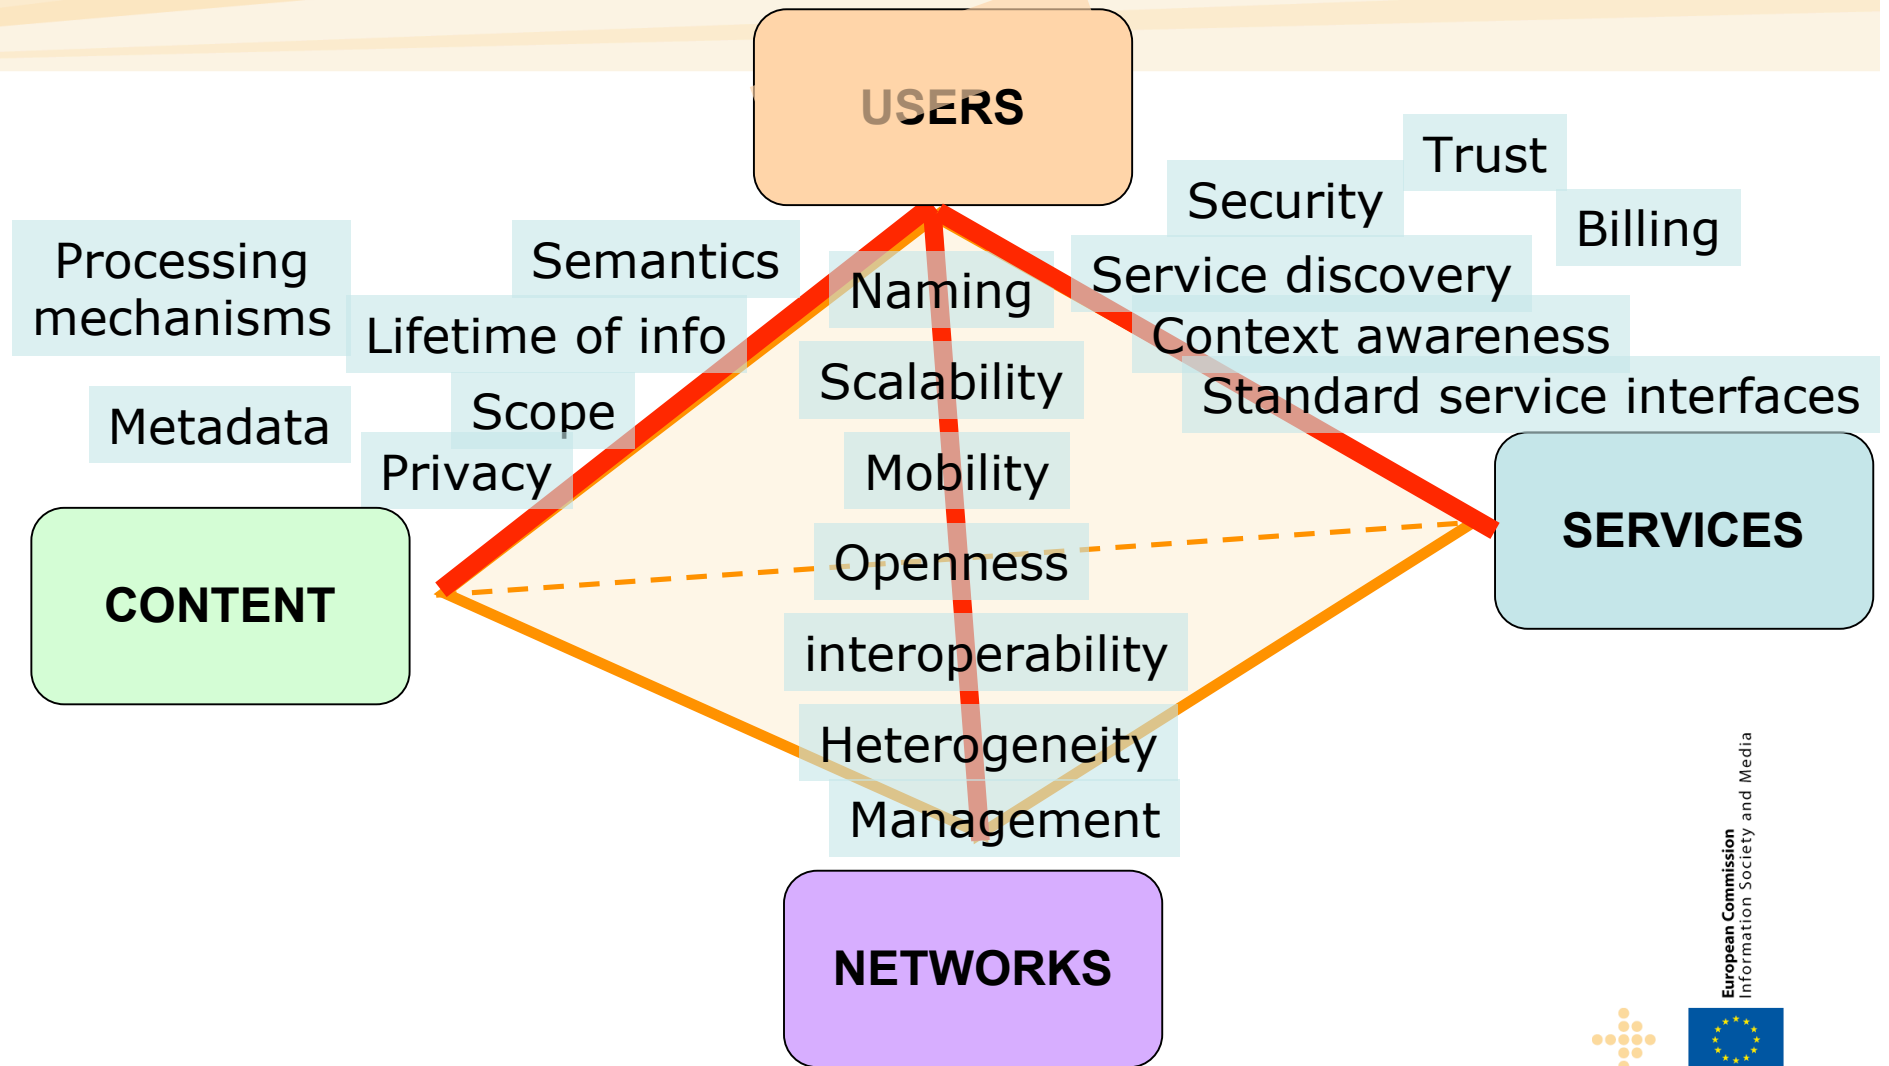 USERS
Trust
Security
Billing
Processing
mechanisms
Semantics
Naming
Service discovery
Lifetime of info
Context awareness
Scalability
Standard service interfaces
Metadata
Scope
Privacy
Mobility
SERVICES
Openness
CONTENT
interoperability
Heterogeneity
Management
NETWORKS
European Commission
Information Society and Media